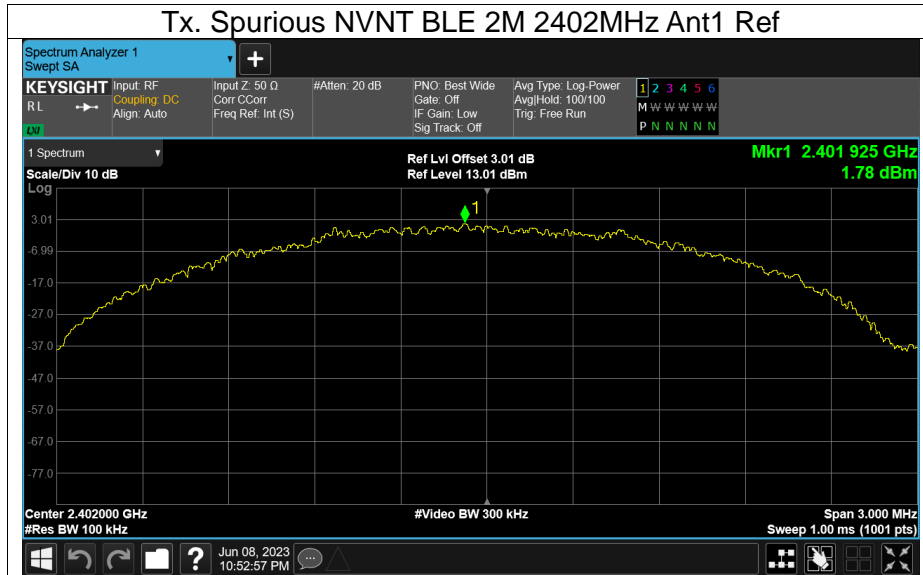 Tx. Spurious NVNT BLE 2M 2402MHz Ant1 Ref
Spectrum Analyzer 1
Swept SA
KEYSIGHT
R L
LXI
Input: RF
Coupling: DC
Align: Auto
Input Z: 50 Ω
Corr CCorr
Freq Ref: Int (S)
#Atten: 20 dB
PNO: Best Wide
Gate: Off
IF Gain: Low
Sig Track: Off
Avg Type: Log-Power
Avg|Hold: 100/100
Trig: Free Run
1 2 3 4 5 6
M W W W W W
P N N N N N
1 Spectrum
Scale/Div 10 dB
Ref Lvl Offset 3.01 dB
Ref Level 13.01 dBm
Mkr1 2.401 925 GHz
1.78 dBm
Log
1
3.01
-6.99
-17.0
-27.0
-37.0
-47.0
-57.0
-67.0
-77.0
Center 2.402000 GHz
#Video BW 300 kHz
Span 3.000 MHz
#Res BW 100 kHz
Sweep 1.00 ms (1001 pts)
?
Jun 08, 2023
10:52:57 PM